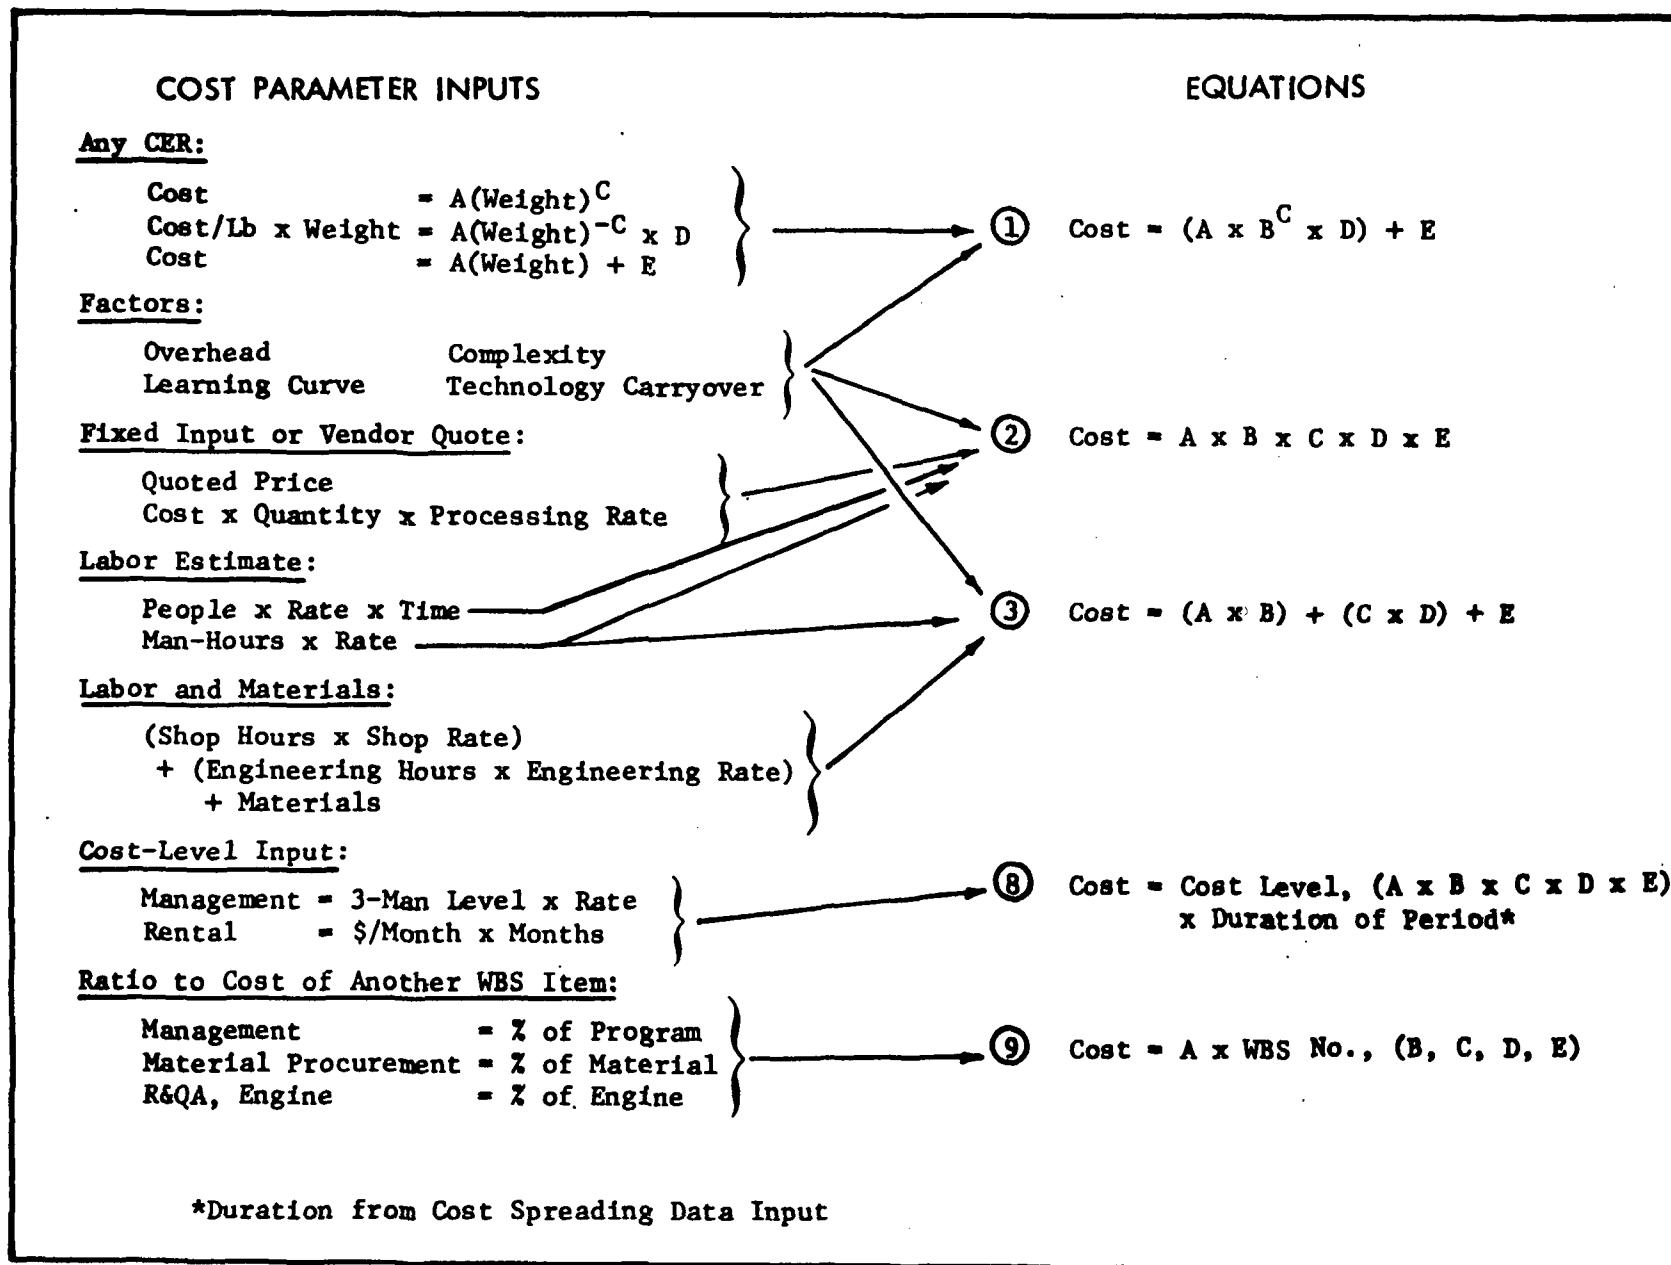 COST PARAMETER INPUTS
EQUATIONS
Any CER:
Cost = A(Weight)^C
Cost/Lb x Weight = A(Weight)^-C x D
Cost = A(Weight) + E
① Cost = (A x B^C x D) + E
Factors:
Overhead Complexity
Learning Curve Technology Carryover
② Cost = A x B x C x D x E
Fixed Input or Vendor Quote:
Quoted Price
Cost x Quantity x Processing Rate
Labor Estimate:
People x Rate x Time
Man-Hours x Rate
③ Cost = (A x B) + (C x D) + E
Labor and Materials:
(Shop Hours x Shop Rate)
+ (Engineering Hours x Engineering Rate)
+ Materials
Cost-Level Input:
Management = 3-Man Level x Rate
Rental = $/Month x Months
⑧ Cost = Cost Level, (A x B x C x D x E)
x Duration of Period*
Ratio to Cost of Another WBS Item:
Management = % of Program
Material Procurement = % of Material
R&QA, Engine = % of Engine
⑨ Cost = A x WBS No., (B, C, D, E)
*Duration from Cost Spreading Data Input